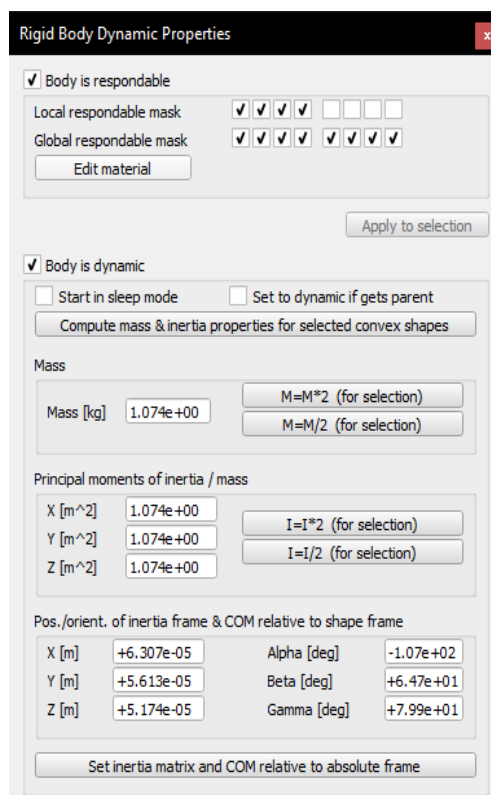 Rigid Body Dynamic Properties
x
Body is respondable
Local respondable mask
Global respondable mask
Edit material
Apply to selection
Body is dynamic
Start in sleep mode Set to dynamic if gets parent
Compute mass & inertia properties for selected convex shapes
Mass
Mass [kg] 1.074e+00 M=M*2 (for selection)
M=M/2 (for selection)
Principal moments of inertia / mass
X [m^2] 1.074e+00
Y [m^2] 1.074e+00 I=I*2 (for selection)
Z [m^2] 1.074e+00 I=I/2 (for selection)
Pos./orient. of inertia frame & COM relative to shape frame
X [m] +6.307e-05 Alpha [deg] -1.07e+02
Y [m] +5.613e-05 Beta [deg] +6.47e+01
Z [m] +5.174e-05 Gamma [deg] +7.99e+01
Set inertia matrix and COM relative to absolute frame